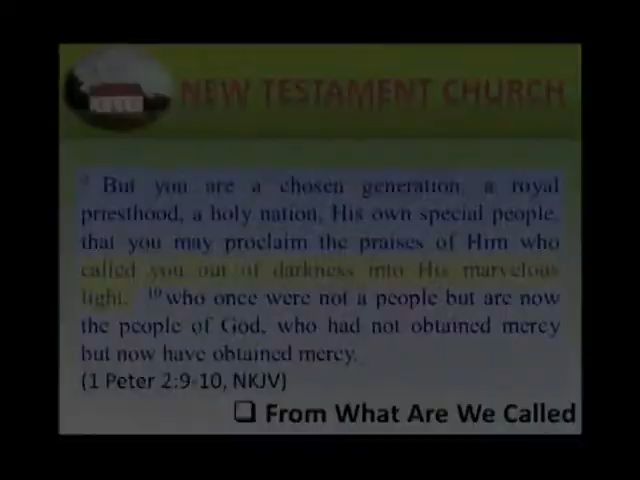 NEW TESTAMENT CHURCH
9 But you are a chosen generation, a royal
priesthood, a holy nation, His own special people,
that you may proclaim the praises of Him who
called you out of darkness into His marvelous
light. 10 who once were not a people but are now
the people of God, who had not obtained mercy
but now have obtained mercy.
(1 Peter 2:9-10, NKJV)
❑ From What Are We Called